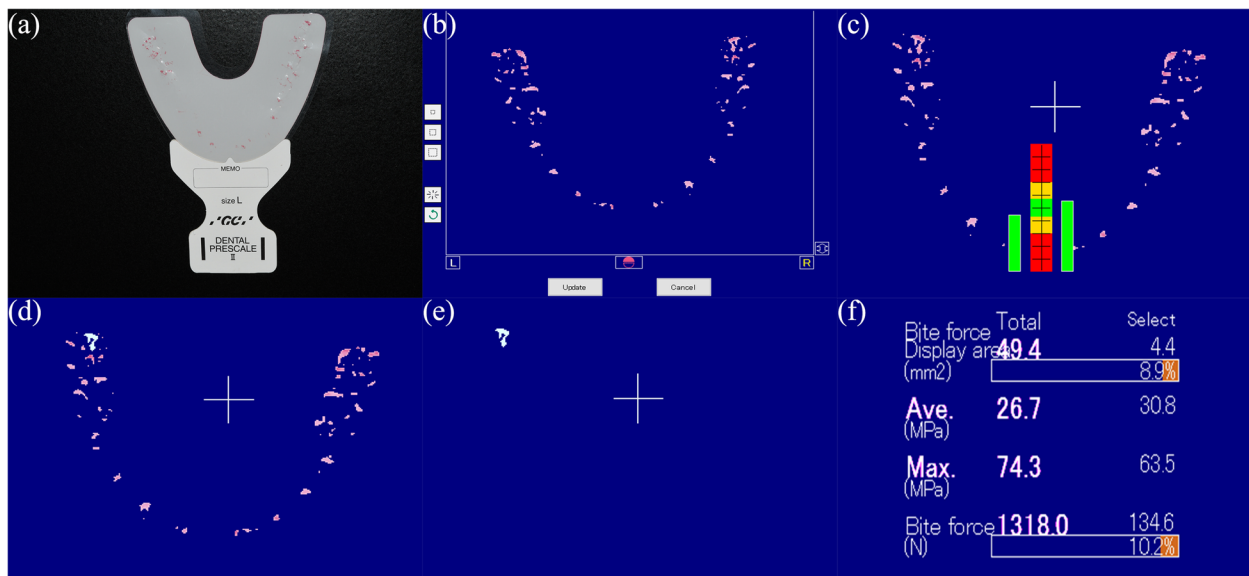 (a)
MEMO
size L
GC
DENTAL
PRESCALE
II
(b)
L
R
Update
Cancel
(c)
(d)
(e)
(f)
Total
Select
Bite force
Display area
49.4
4.4
(mm2)
8.9%
Ave.
26.7
30.8
(MPa)
Max.
74.3
63.5
(MPa)
Bite force
1318.0
134.6
(N)
10.2%